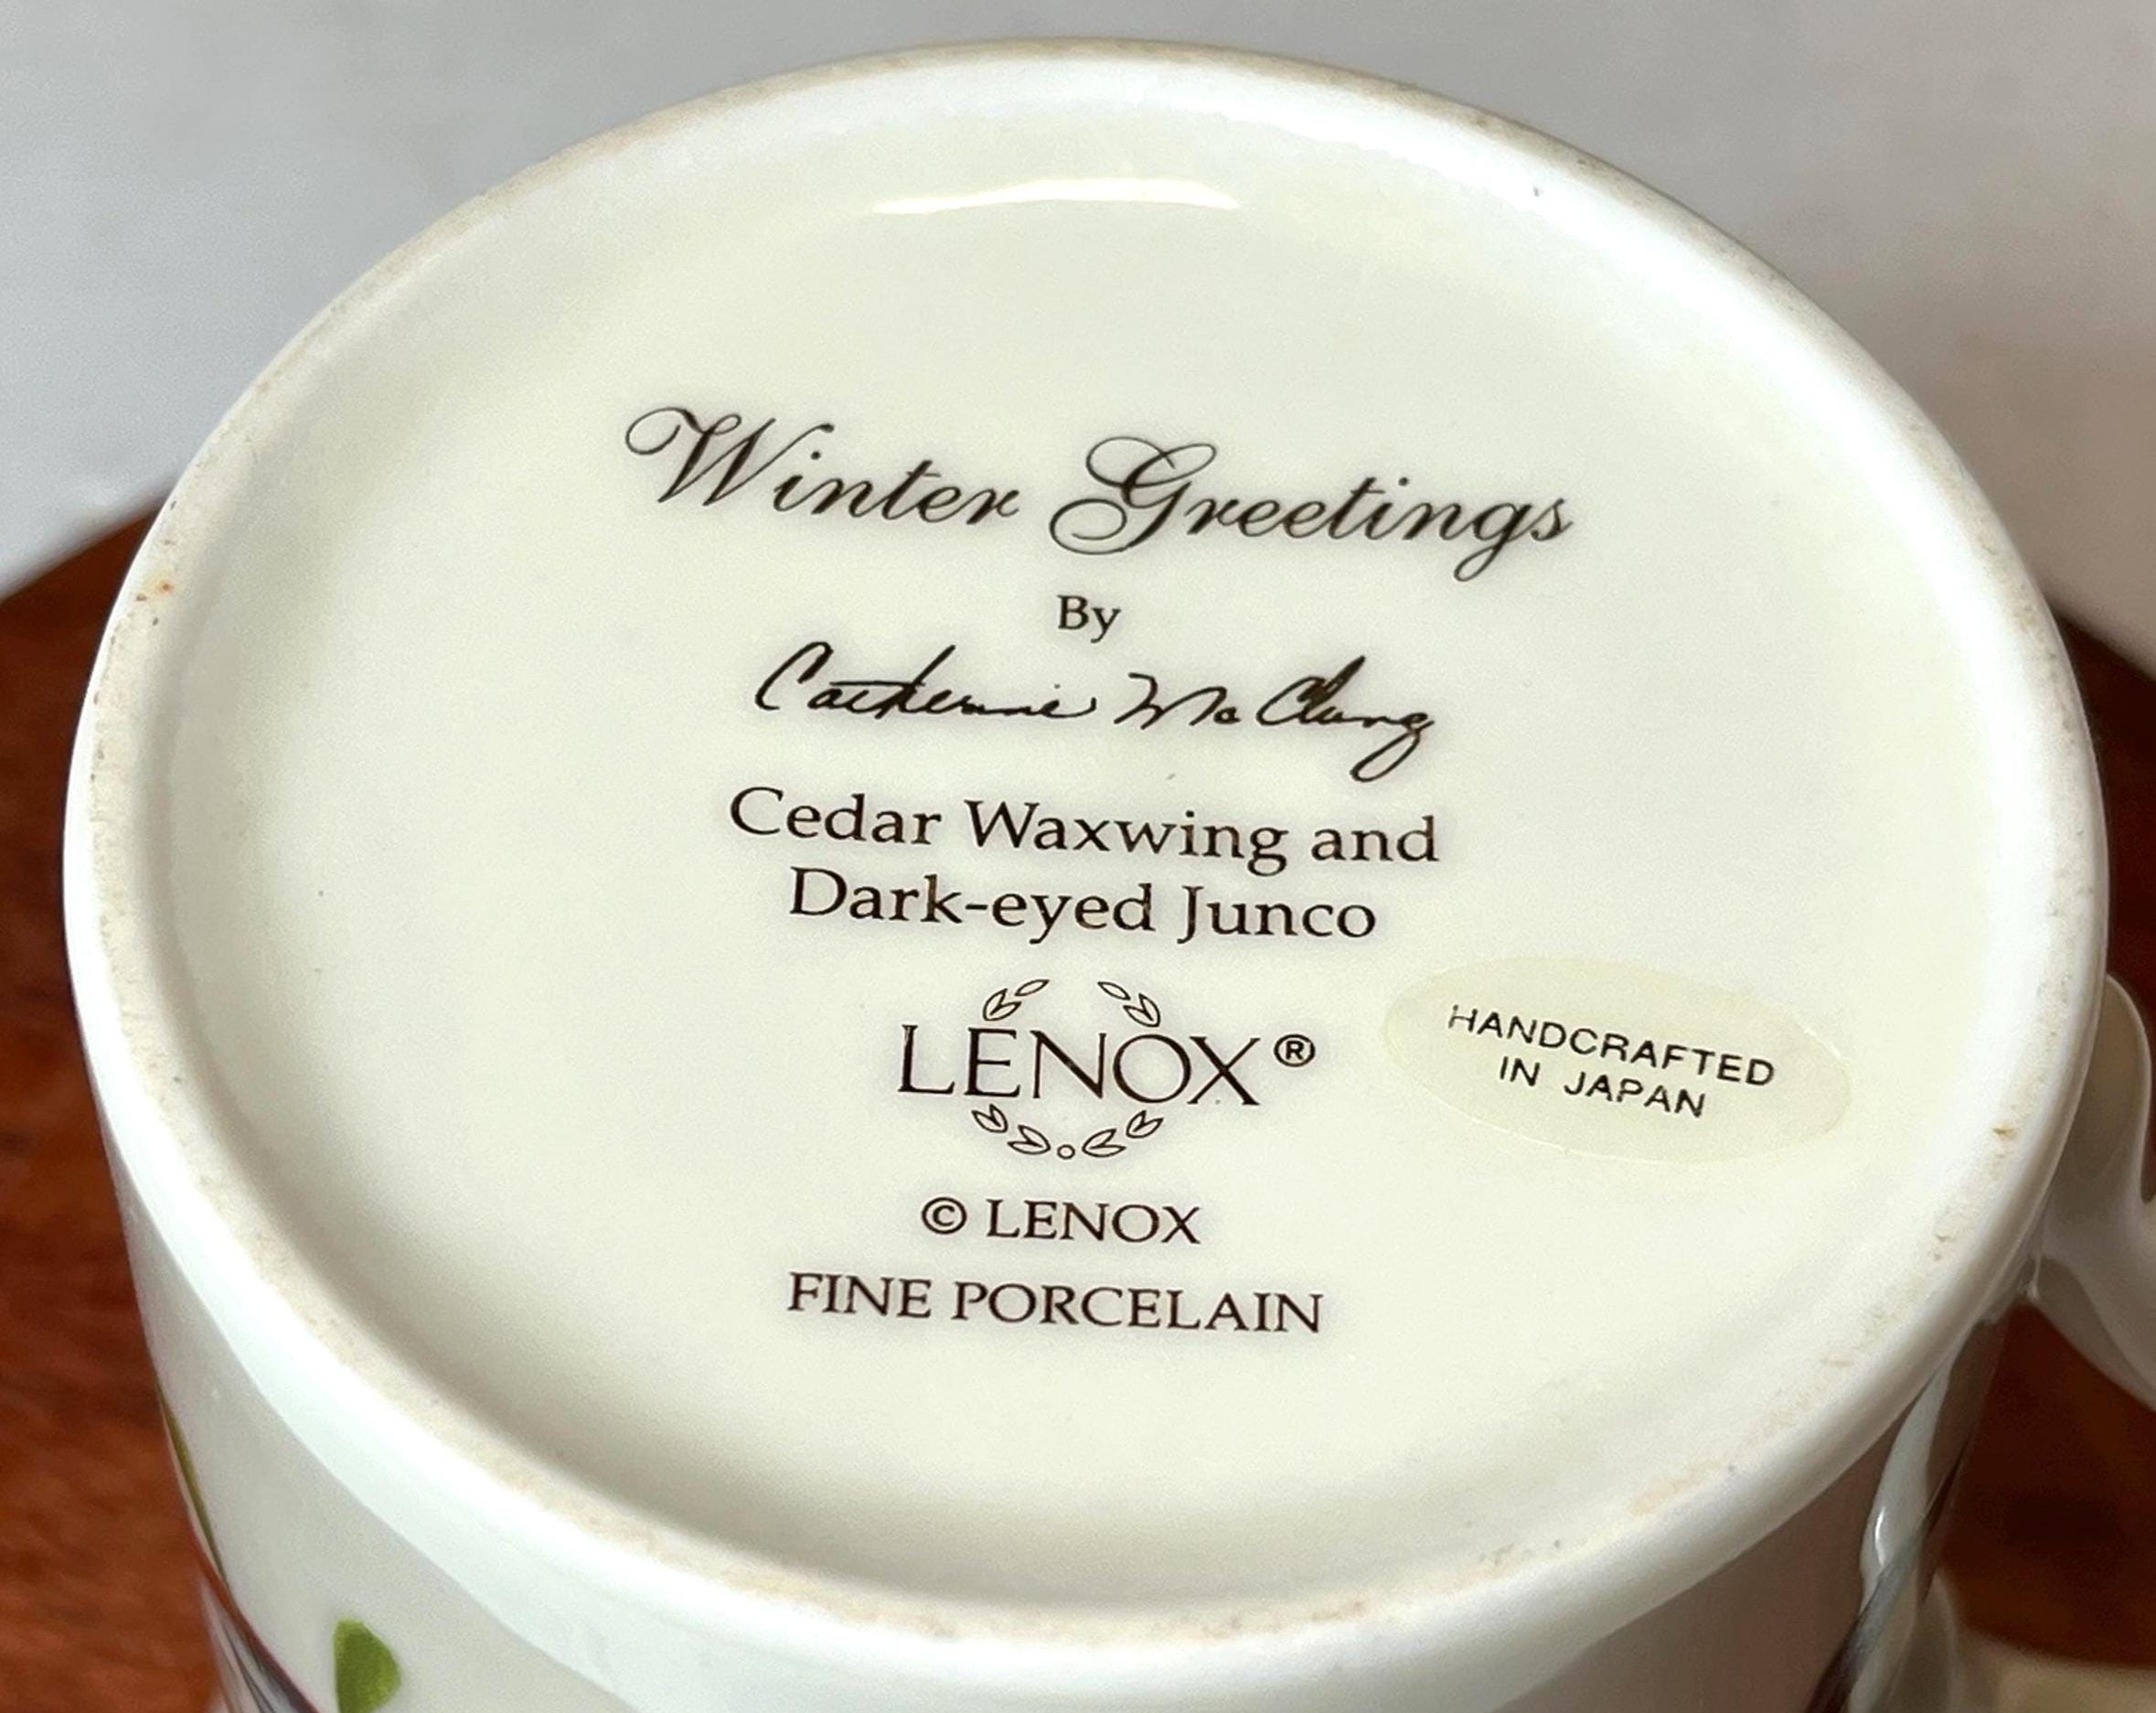 Winter Greetings
By
Catherine McClung
Cedar Waxwing and
Dark-eyed Junco
LENOX®
HANDCRAFTED
IN JAPAN
© LENOX
FINE PORCELAIN